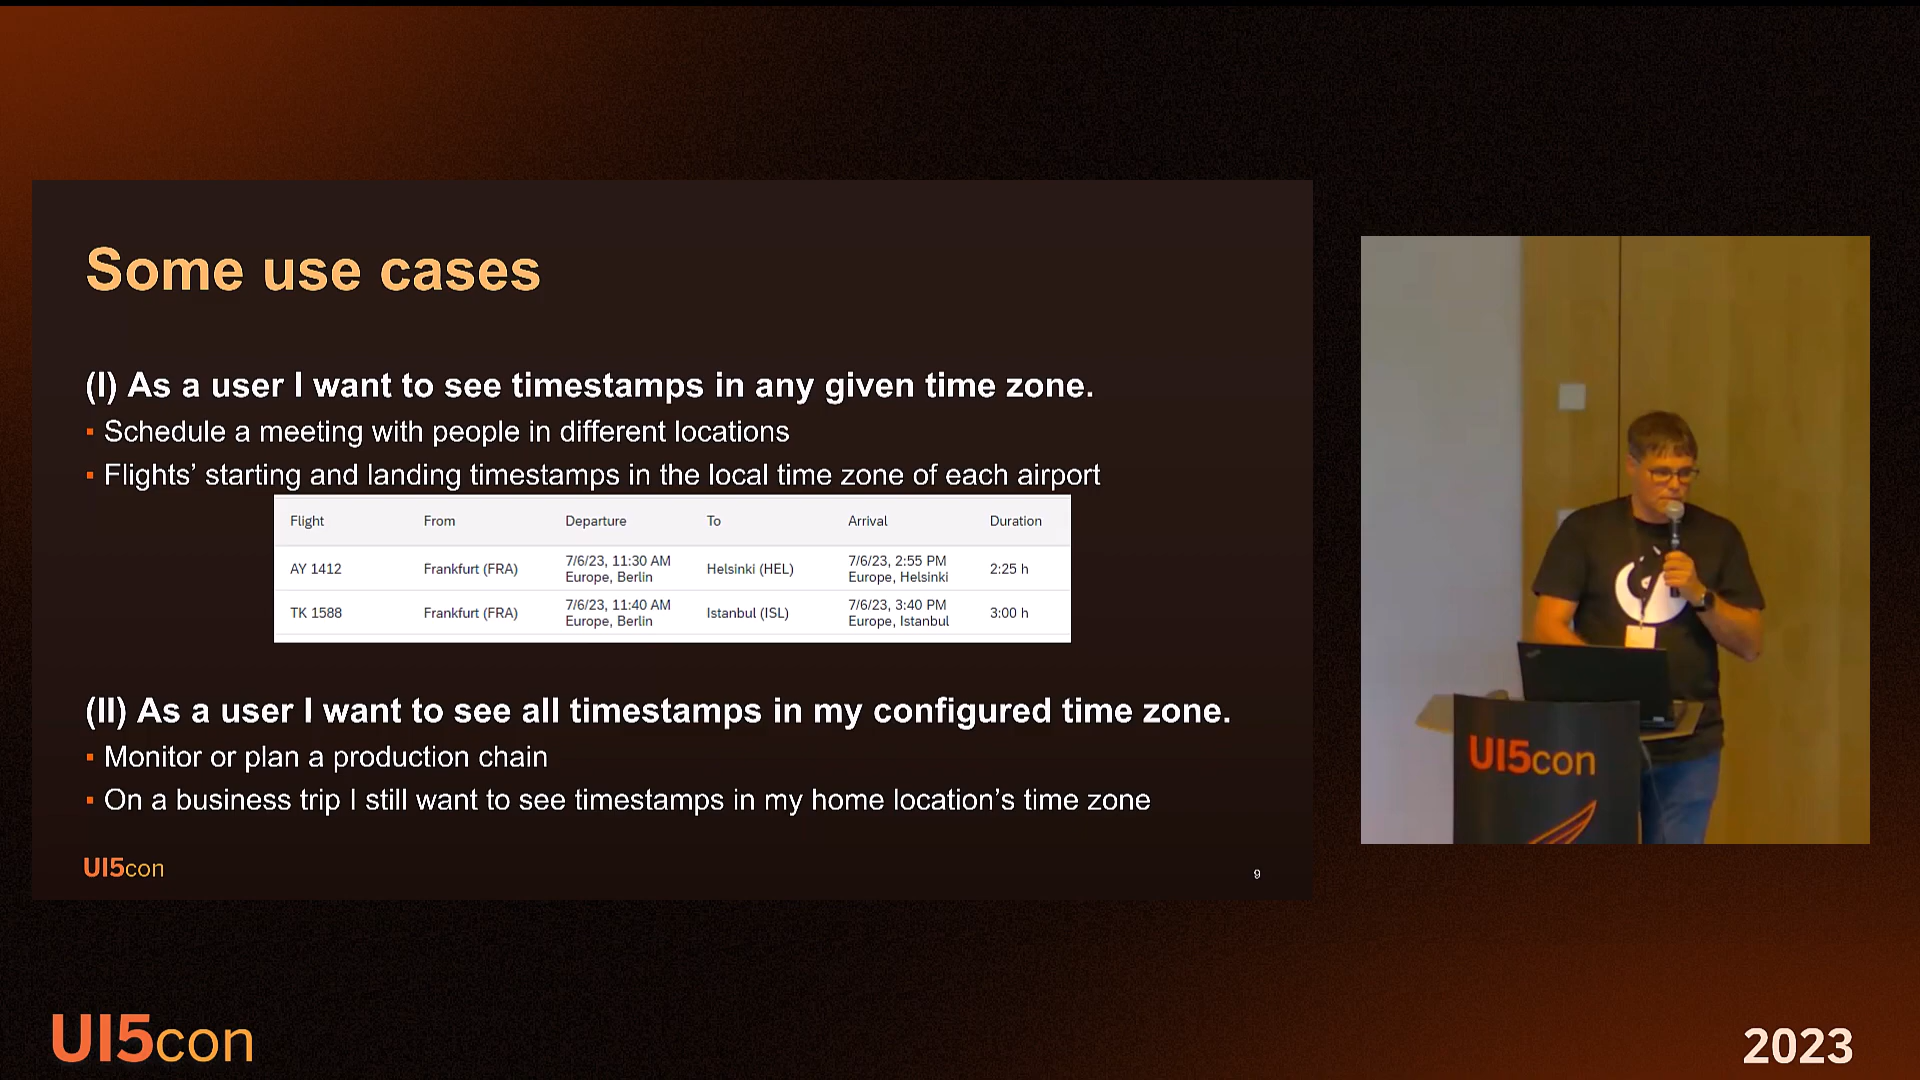 Some use cases
(I) As a user I want to see timestamps in any given time zone.
▪ Schedule a meeting with people in different locations
▪ Flights’ starting and landing timestamps in the local time zone of each airport
Flight From Departure To Arrival Duration
AY 1412 Frankfurt (FRA) 7/6/23, 11:30 AM Europe, Berlin Helsinki (HEL) 7/6/23, 2:55 PM Europe, Helsinki 2:25 h
TK 1588 Frankfurt (FRA) 7/6/23, 11:40 AM Europe, Berlin Istanbul (ISL) 7/6/23, 3:40 PM Europe, Istanbul 3:00 h
(II) As a user I want to see all timestamps in my configured time zone.
▪ Monitor or plan a production chain
▪ On a business trip I still want to see timestamps in my home location’s time zone
UI5con
9
UI5con
UI5con
2023